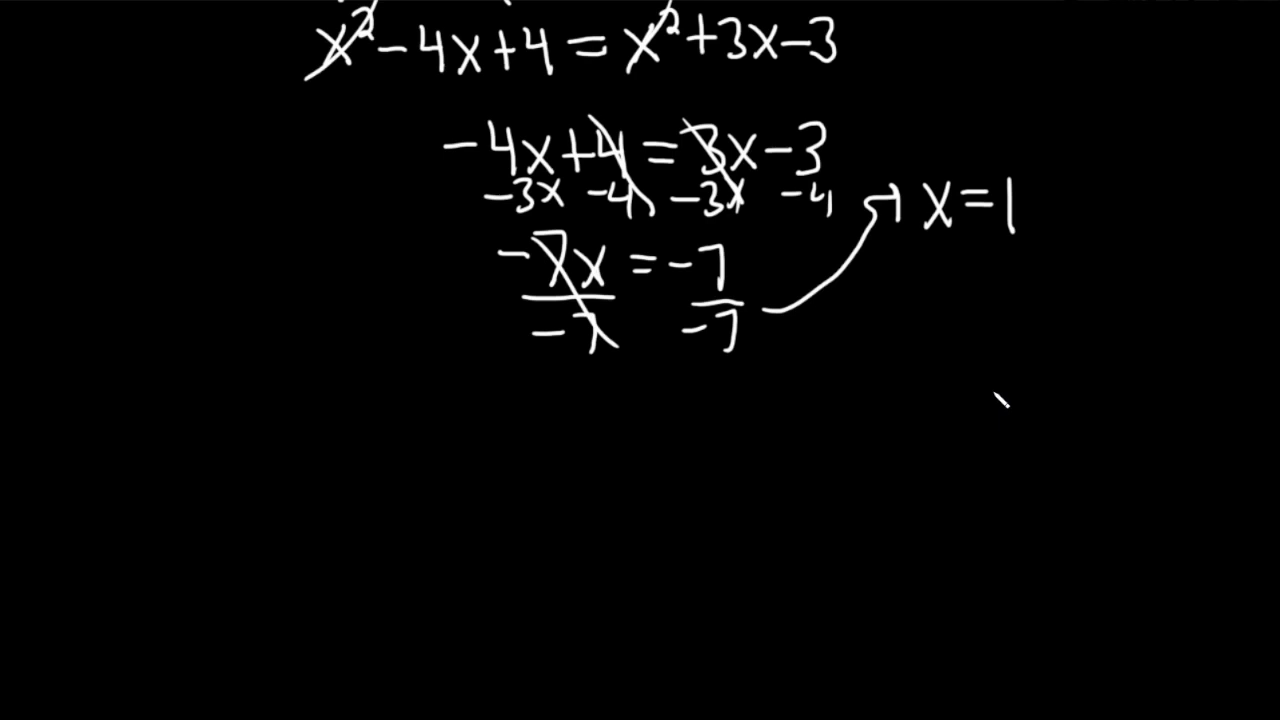 x²-4x+4=x²+3x-3
-4x+4=3x-3
-3x -4 -3x -4
-7x=-7
-7 -7
x=1